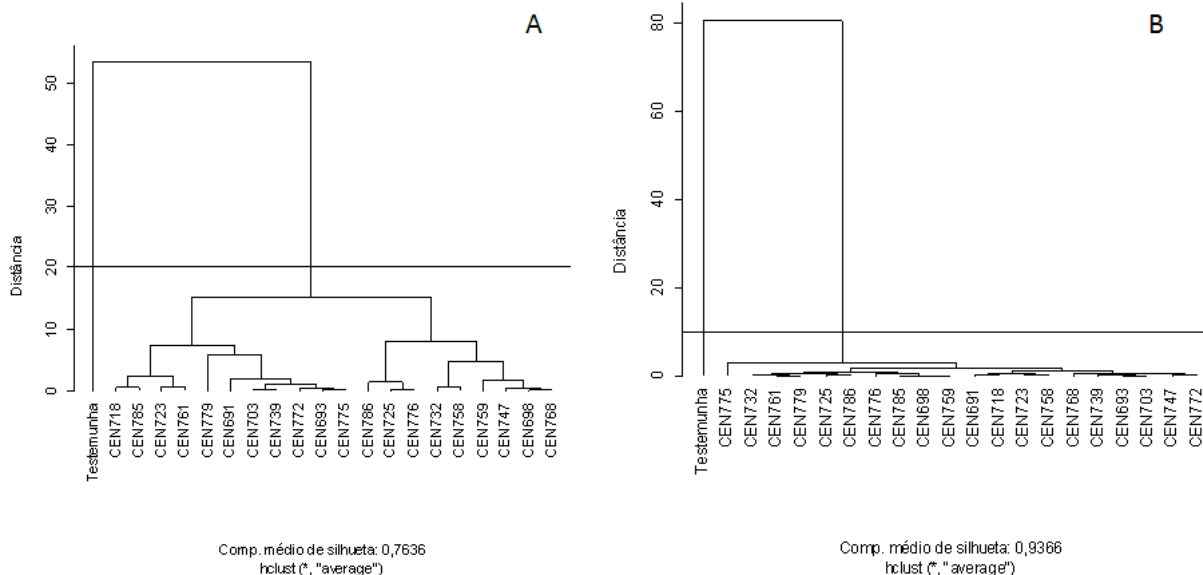 A
Distância
0
10
20
30
40
50
Testemunha
CEN718
CEN785
CEN723
CEN761
CEN779
CEN691
CEN703
CEN739
CEN772
CEN693
CEN775
CEN786
CEN725
CEN776
CEN732
CEN758
CEN759
CEN747
CEN698
CEN768
Comp. médio de silhueta: 0,7636
hclust (*, "average")
B
Distância
0
20
40
60
80
Testemunha
CEN775
CEN732
CEN761
CEN779
CEN725
CEN786
CEN776
CEN785
CEN698
CEN759
CEN691
CEN718
CEN723
CEN758
CEN768
CEN739
CEN693
CEN703
CEN747
CEN772
Comp. médio de silhueta: 0,9366
hclust (*, "average")